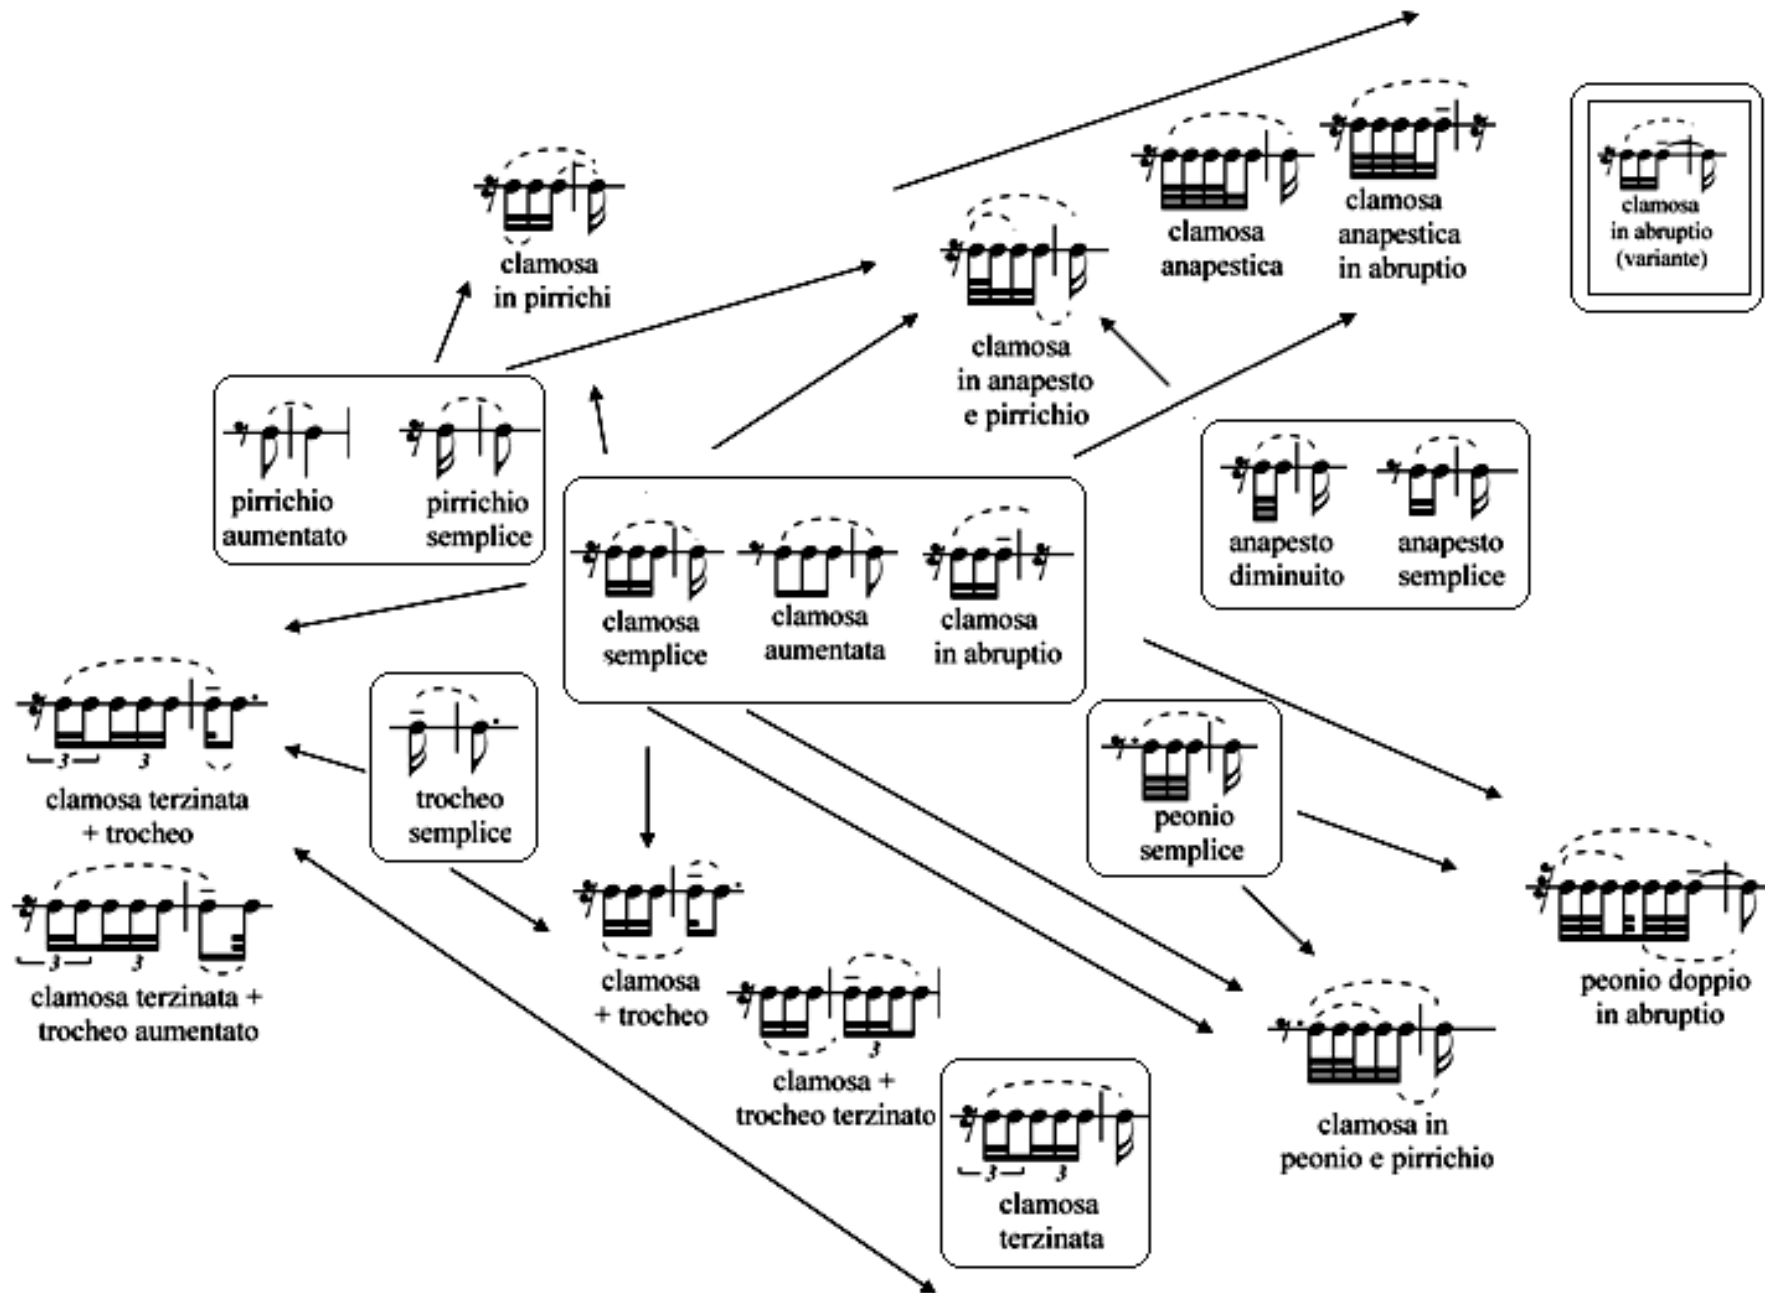 clamosa
in pirrichi
clamosa
in anapesto
e pirrichio
clamosa
anapestica
clamosa
anapestica
in abruptio
clamosa
in abruptio
(variante)
pirrichio
aumentato
pirrichio
semplice
clamosa
semplice
clamosa
aumentata
clamosa
in abruptio
anapesto
diminuito
anapesto
semplice
3 3
clamosa terzinata
+ trocheo
3 3
clamosa terzinata +
trocheo aumentato
trocheo
semplice
clamosa
+ trocheo
3
clamosa +
trocheo terzinato
3 3
clamosa
terzinata
peonio
semplice
clamosa in
peonio e pirrichio
peonio doppio
in abruptio